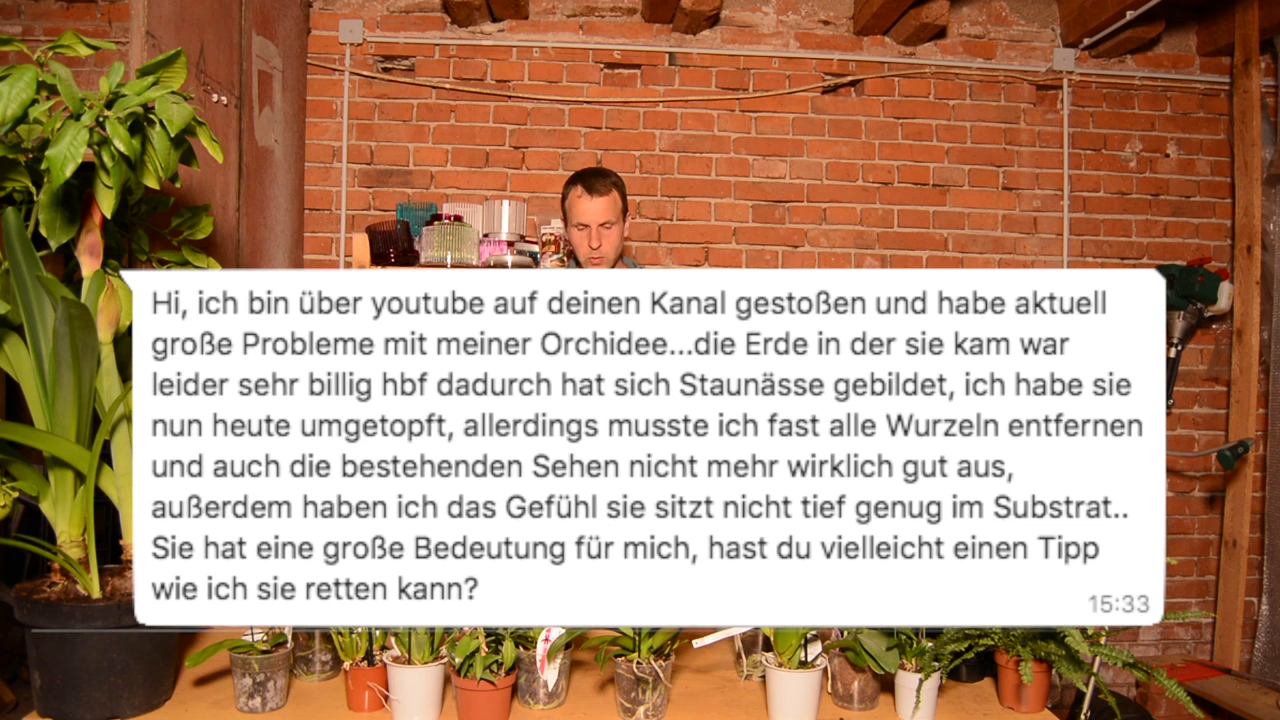 Hi, ich bin über youtube auf deinen Kanal gestoßen und habe aktuell
große Probleme mit meiner Orchidee...die Erde in der sie kam war
leider sehr billig hbf dadurch hat sich Staunässe gebildet, ich habe sie
nun heute umgetopft, allerdings musste ich fast alle Wurzeln entfernen
und auch die bestehenden Sehen nicht mehr wirklich gut aus,
außerdem haben ich das Gefühl sie sitzt nicht tief genug im Substrat..
Sie hat eine große Bedeutung für mich, hast du vielleicht einen Tipp
wie ich sie retten kann?
15:33